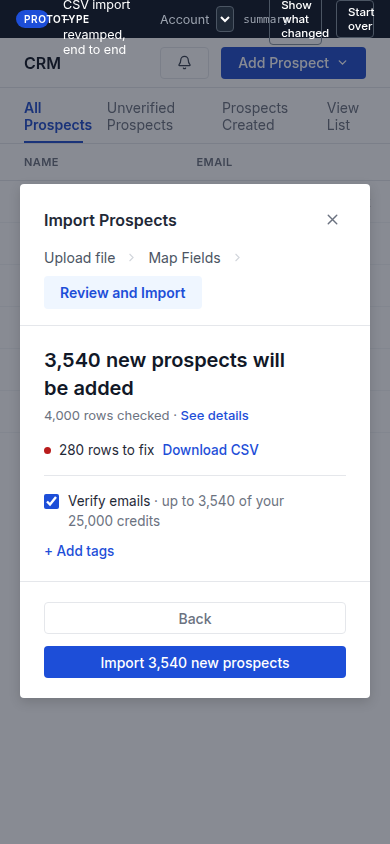 PROTOTYPE
CSV import
revamped,
end to end
Account
summary
Show
what
changed
Start
over
CRM
Add Prospect
All
Prospects
Unverified
Prospects
Prospects
Created
View
List
NAME
EMAIL
Import Prospects
Upload file
Map Fields
Review and Import
3,540 new prospects will
be added
4,000 rows checked · See details
280 rows to fix Download CSV
Verify emails · up to 3,540 of your
25,000 credits
+ Add tags
Back
Import 3,540 new prospects